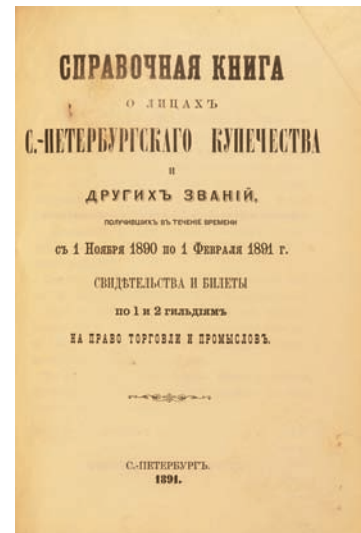 СПРАВОЧНАЯ КНИГА
О ЛИЦАХЪ
С.-ПЕТЕРБУРГСКАГО КУПЕЧЕСТВА
И
ДРУГИХЪ ЗВАНІЙ,
ПОЛУЧИВШИХЪ ВЪ ТЕЧЕНІЕ ВРЕМЕНИ
съ 1 Ноября 1890 по 1 Февраля 1891 г.
СВИДѢТЕЛЬСТВА И БИЛЕТЫ
по 1 и 2 гильдіямъ
НА ПРАВО ТОРГОВЛИ И ПРОМЫСЛОВЪ.
С.-ПЕТЕРБУРГЪ.
1891.